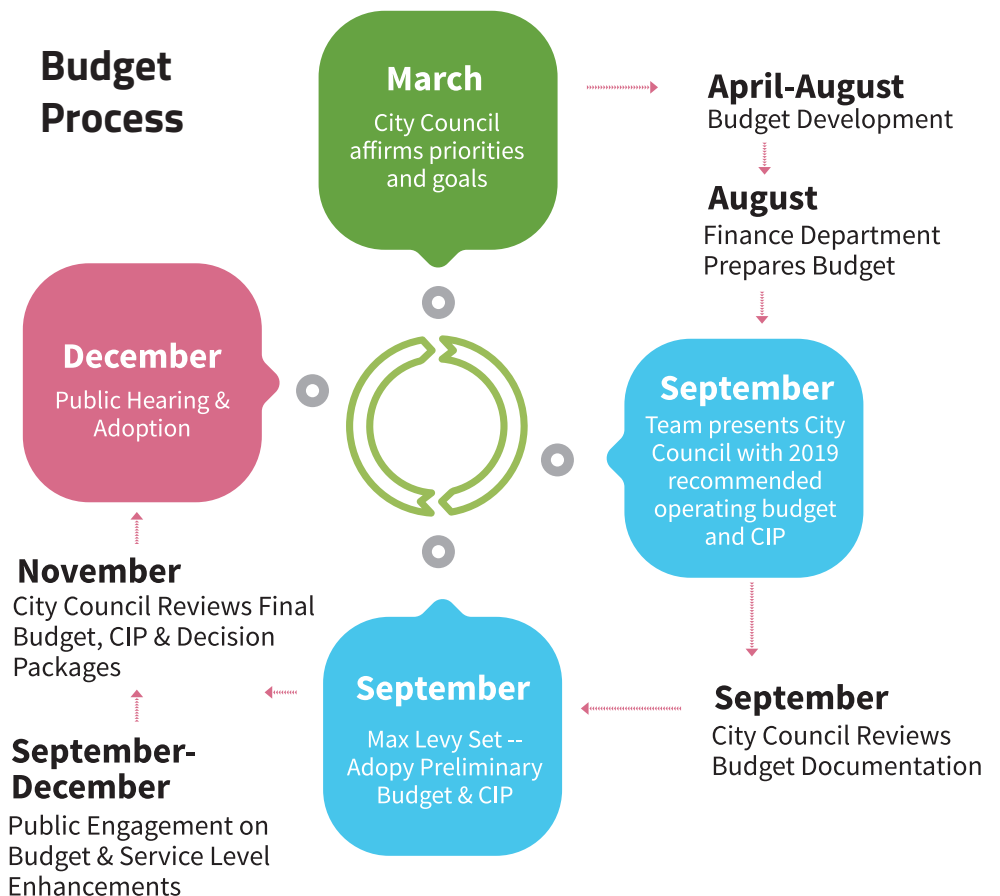 Budget
Process
March
City Council
affirms priorities
and goals
April-August
Budget Development
August
Finance Department
Prepares Budget
September
Team presents City
Council with 2019
recommended
operating budget
and CIP
September
City Council Reviews
Budget Documentation
September
Max Levy Set --
Adopy Preliminary
Budget & CIP
September-
December
Public Engagement on
Budget & Service Level
Enhancements
November
City Council Reviews Final
Budget, CIP & Decision
Packages
December
Public Hearing &
Adoption